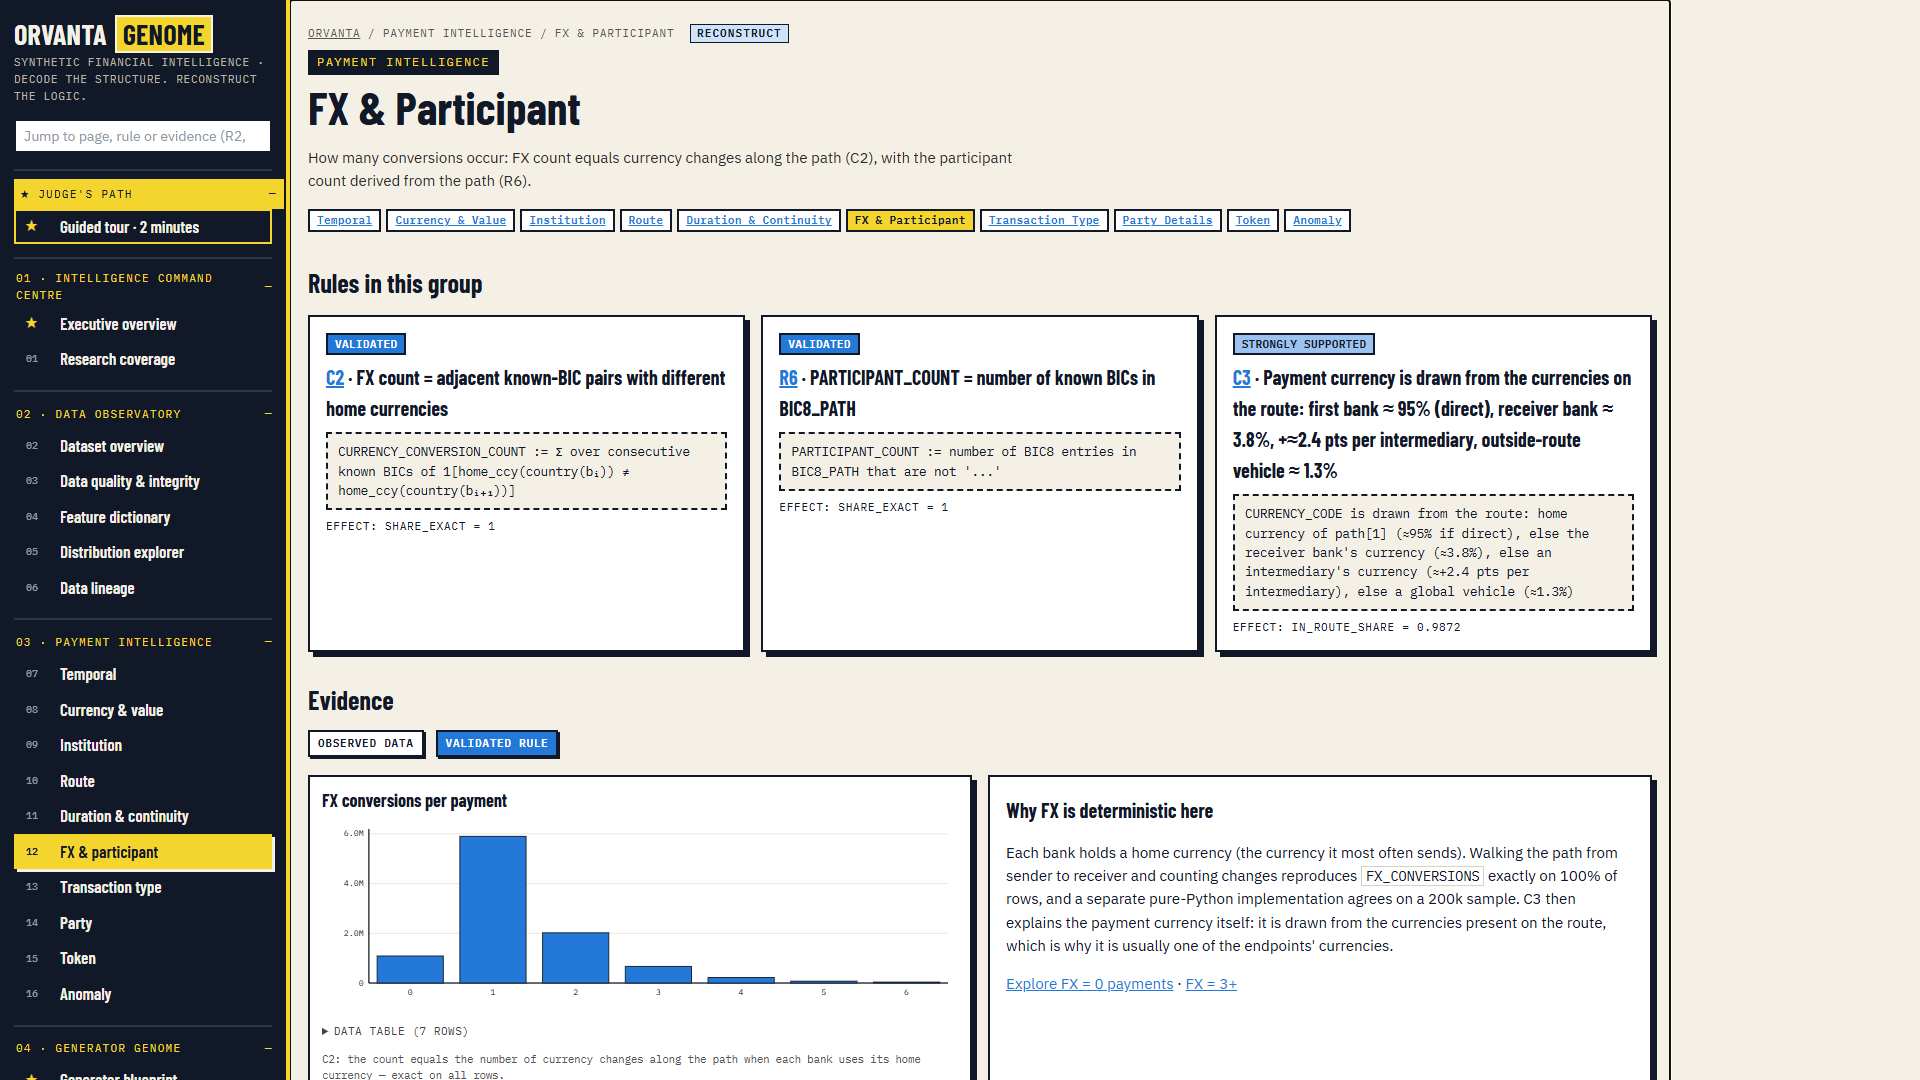 ORVANTA GENOME
SYNTHETIC FINANCIAL INTELLIGENCE ·
DECODE THE STRUCTURE. RECONSTRUCT
THE LOGIC.
Jump to page, rule or evidence (R2,
★ JUDGE'S PATH –
★ Guided tour · 2 minutes
01 · INTELLIGENCE COMMAND
CENTRE –
★ Executive overview
01 Research coverage
02 · DATA OBSERVATORY –
02 Dataset overview
03 Data quality & integrity
04 Feature dictionary
05 Distribution explorer
06 Data lineage
03 · PAYMENT INTELLIGENCE –
07 Temporal
08 Currency & value
09 Institution
10 Route
11 Duration & continuity
12 FX & participant
13 Transaction type
14 Party
15 Token
16 Anomaly
04 · GENERATOR GENOME –
★ Generator blueprint
ORVANTA / PAYMENT INTELLIGENCE / FX & PARTICIPANT RECONSTRUCT
PAYMENT INTELLIGENCE
FX & Participant
How many conversions occur: FX count equals currency changes along the path (C2), with the participant
count derived from the path (R6).
Temporal Currency & Value Institution Route Duration & Continuity FX & Participant Transaction Type Party Details Token Anomaly
Rules in this group
VALIDATED
C2 · FX count = adjacent known-BIC pairs with different
home currencies
CURRENCY_CONVERSION_COUNT := Σ over consecutive
known BICs of 1[home_ccy(country(bᵢ)) ≠
home_ccy(country(bᵢ₊₁))]
EFFECT: SHARE_EXACT = 1
VALIDATED
R6 · PARTICIPANT_COUNT = number of known BICs in
BIC8_PATH
PARTICIPANT_COUNT := number of BIC8 entries in
BIC8_PATH that are not '...'
EFFECT: SHARE_EXACT = 1
STRONGLY SUPPORTED
C3 · Payment currency is drawn from the currencies on
the route: first bank ≈ 95% (direct), receiver bank ≈
3.8%, +≈2.4 pts per intermediary, outside-route
vehicle ≈ 1.3%
CURRENCY_CODE is drawn from the route: home
currency of path[1] (≈95% if direct), else the
receiver bank's currency (≈3.8%), else an
intermediary's currency (≈+2.4 pts per
intermediary), else a global vehicle (≈1.3%)
EFFECT: IN_ROUTE_SHARE = 0.9872
Evidence
OBSERVED DATA VALIDATED RULE
FX conversions per payment
6.0M
4.0M
2.0M
0
0 1 2 3 4 5 6
▶ DATA TABLE (7 ROWS)
C2: the count equals the number of currency changes along the path when each bank uses its home
currency — exact on all rows.
Why FX is deterministic here
Each bank holds a home currency (the currency it most often sends). Walking the path from
sender to receiver and counting changes reproduces FX_CONVERSIONS exactly on 100% of
rows, and a separate pure-Python implementation agrees on a 200k sample. C3 then
explains the payment currency itself: it is drawn from the currencies present on the route,
which is why it is usually one of the endpoints' currencies.
Explore FX = 0 payments · FX = 3+